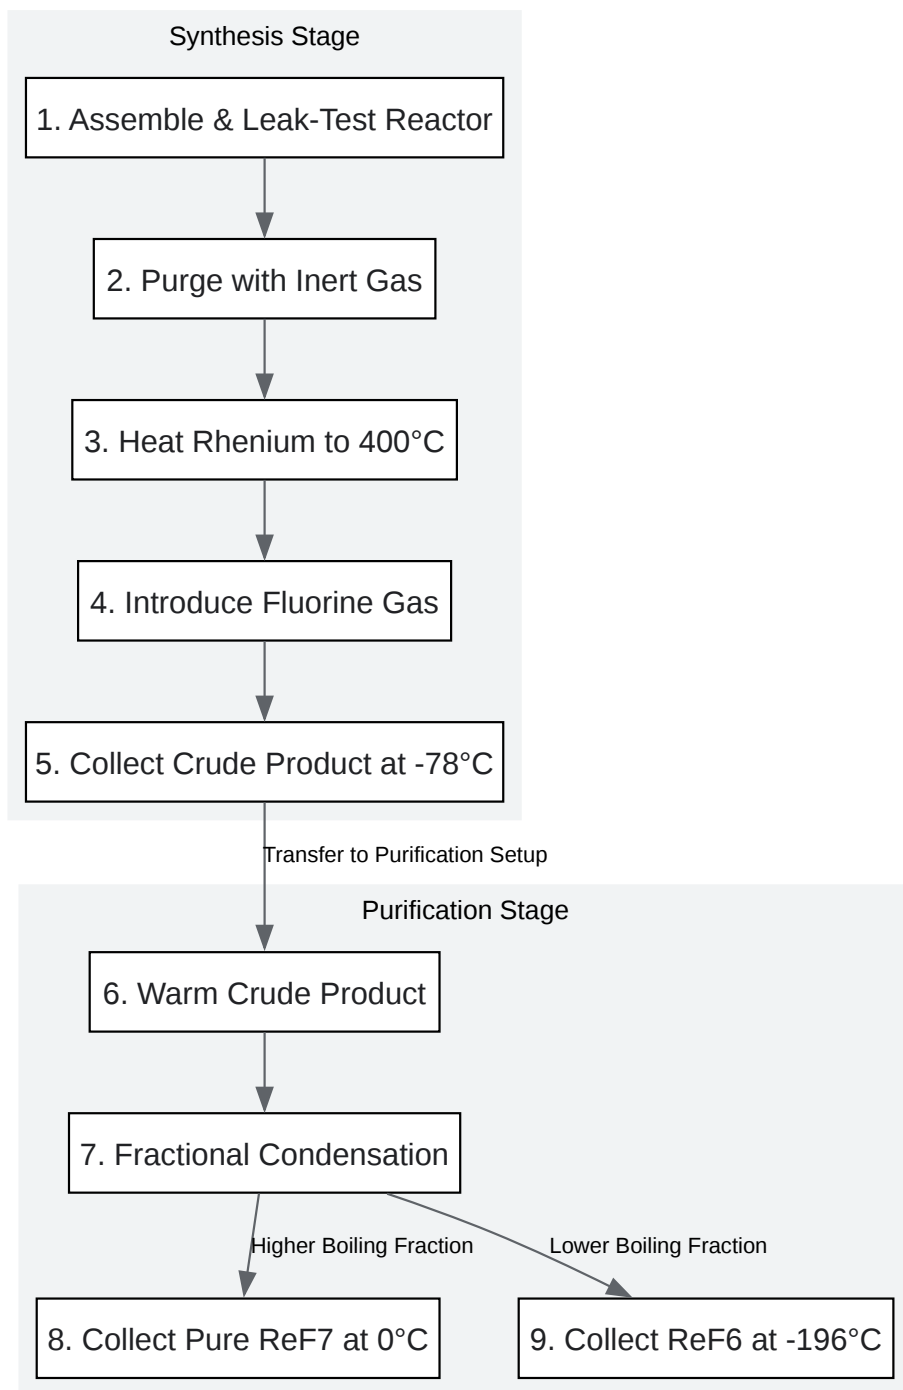 Synthesis Stage
1. Assemble & Leak-Test Reactor
2. Purge with Inert Gas
3. Heat Rhenium to 400°C
4. Introduce Fluorine Gas
5. Collect Crude Product at -78°C
Transfer to Purification Setup
Purification Stage
6. Warm Crude Product
7. Fractional Condensation
Higher Boiling Fraction
Lower Boiling Fraction
8. Collect Pure ReF7 at 0°C
9. Collect ReF6 at -196°C